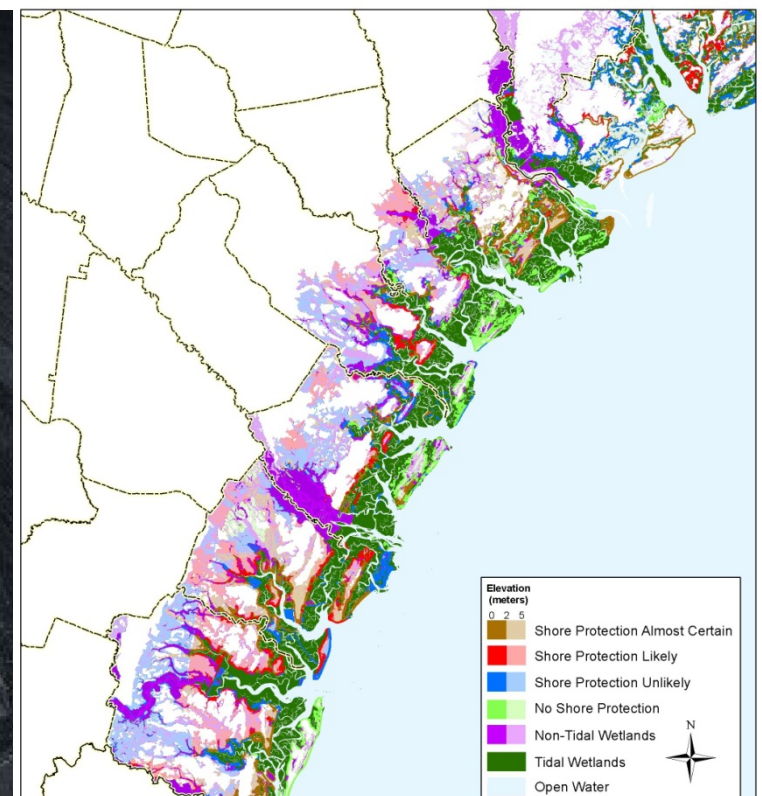 Elevation
(meters)
0 2 5
Shore Protection Almost Certain
Shore Protection Likely
Shore Protection Unlikely
No Shore Protection
Non-Tidal Wetlands
Tidal Wetlands
Open Water
N